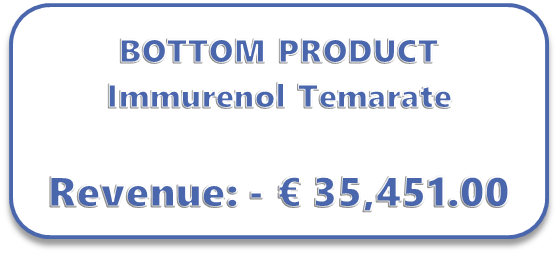 BOTTOM PRODUCT
Immurenol Temarate
Revenue: - € 35,451.00